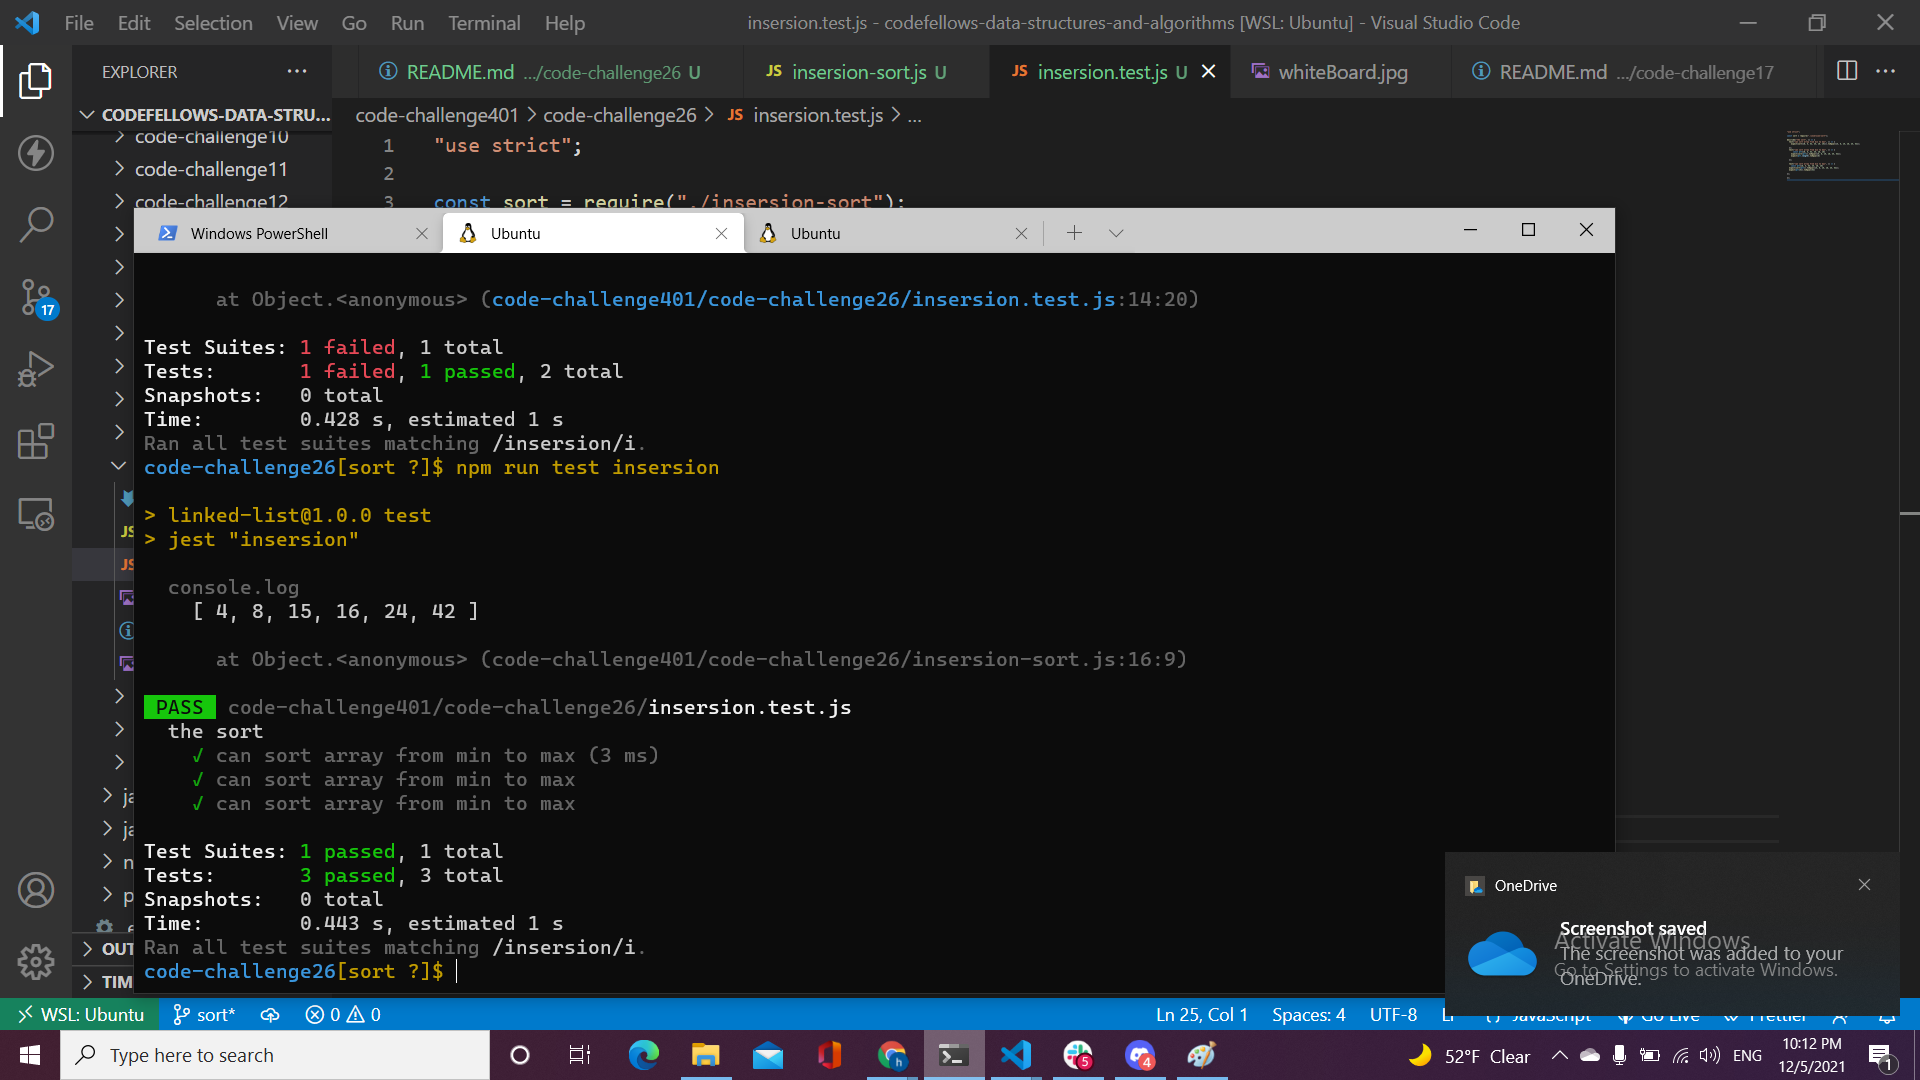 File Edit Selection View Go Run Terminal Help
insersion.test.js - codefellows-data-structures-and-algorithms [WSL: Ubuntu] - Visual Studio Code
EXPLORER
README.md .../code-challenge26 U
JS insersion-sort.js U
JS insersion.test.js U
whiteBoard.jpg
README.md .../code-challenge17
CODEFELLOWS-DATA-STRU...
code-challenge401 > code-challenge26 > JS insersion.test.js > ...
code-challenge10
code-challenge11
code-challenge12
1 "use strict";
2
3 const sort = require("./insersion-sort");
17
Windows PowerShell
Ubuntu
Ubuntu
at Object.<anonymous> (code-challenge401/code-challenge26/insersion.test.js:14:20)
Test Suites: 1 failed, 1 total
Tests: 1 failed, 1 passed, 2 total
Snapshots: 0 total
Time: 0.428 s, estimated 1 s
Ran all test suites matching /insersion/i.
code-challenge26[sort ?]$ npm run test insersion
> linked-list@1.0.0 test
> jest "insersion"
console.log
[ 4, 8, 15, 16, 24, 42 ]
at Object.<anonymous> (code-challenge401/code-challenge26/insersion-sort.js:16:9)
PASS code-challenge401/code-challenge26/insersion.test.js
the sort
√ can sort array from min to max (3 ms)
√ can sort array from min to max
√ can sort array from min to max
Test Suites: 1 passed, 1 total
Tests: 3 passed, 3 total
Snapshots: 0 total
Time: 0.443 s, estimated 1 s
Ran all test suites matching /insersion/i.
code-challenge26[sort ?]$
JS
JS
ja
ja
n
p
OUT
TIM
OneDrive
Screenshot saved
The screenshot was added to your OneDrive.
Activate Windows
Go to Settings to activate Windows.
WSL: Ubuntu
sort*
0 0
Ln 25, Col 1
Spaces: 4
UTF-8
JavaScript
Go Live
Prettier
Type here to search
5
4
52°F Clear
ENG
10:12 PM
12/5/2021
1